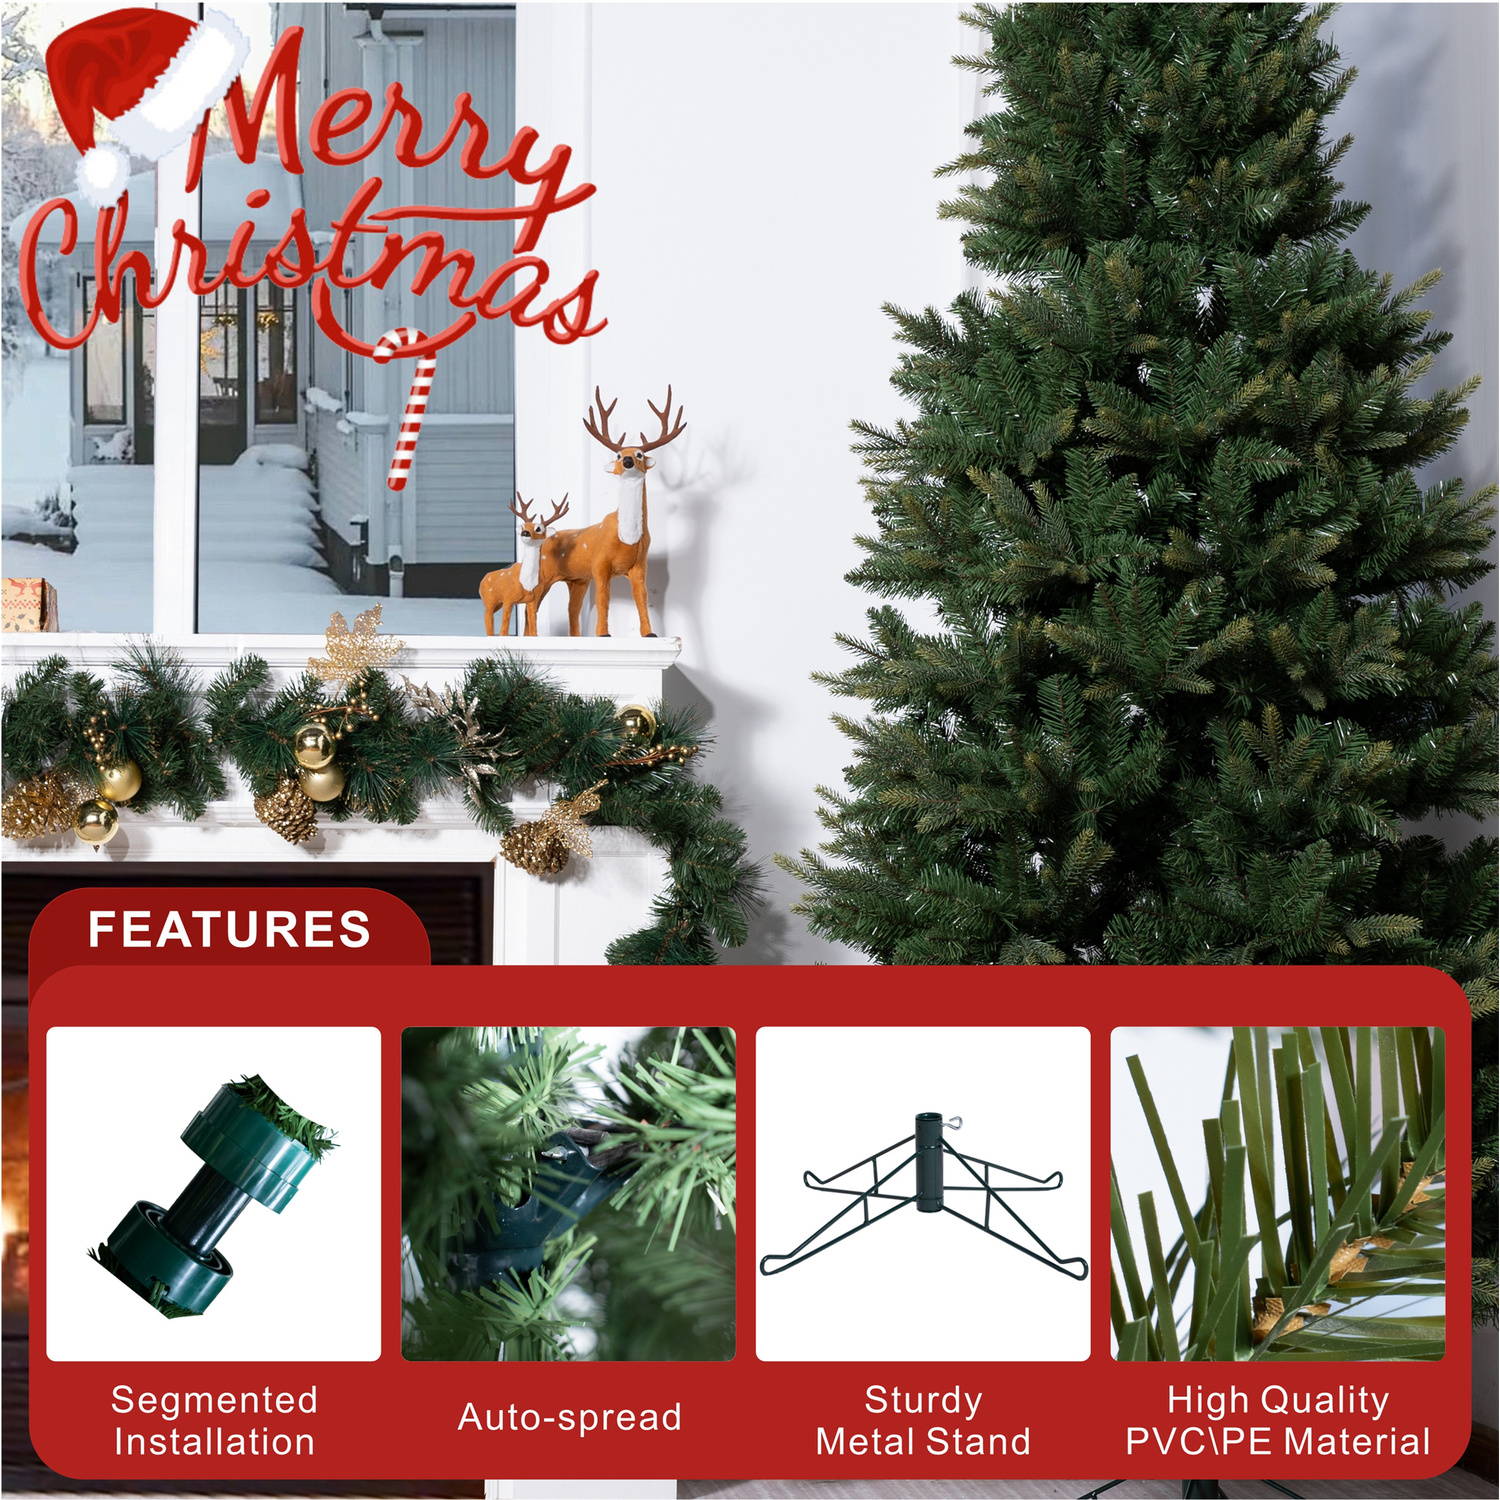 Merry
Christmas
FEATURES
Segmented
Installation
Auto-spread
Sturdy
Metal Stand
High Quality
PVC\PE Material